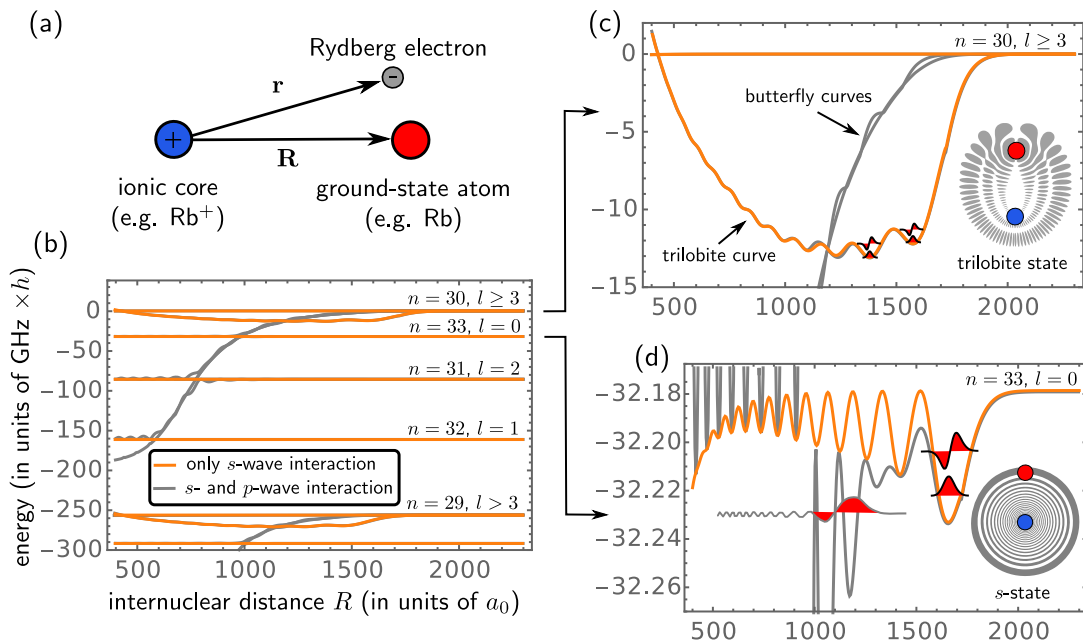 (a)
Rydberg electron
-
r
+
R
ionic core
(e.g. Rb⁺)
ground-state atom
(e.g. Rb)
(b)
energy (in units of GHz ×h)
0
−50
−100
−150
−200
−250
−300
n = 30, l ≥ 3
n = 33, l = 0
n = 31, l = 2
n = 32, l = 1
only s-wave interaction
s- and p-wave interaction
n = 29, l > 3
500
1000
1500
2000
internuclear distance R (in units of a₀)
(c)
0
−5
−10
−15
n = 30, l ≥ 3
butterfly curves
trilobite curve
trilobite state
500
1000
1500
2000
(d)
−32.18
−32.20
−32.22
−32.24
−32.26
n = 33, l = 0
s-state
500
1000
1500
2000